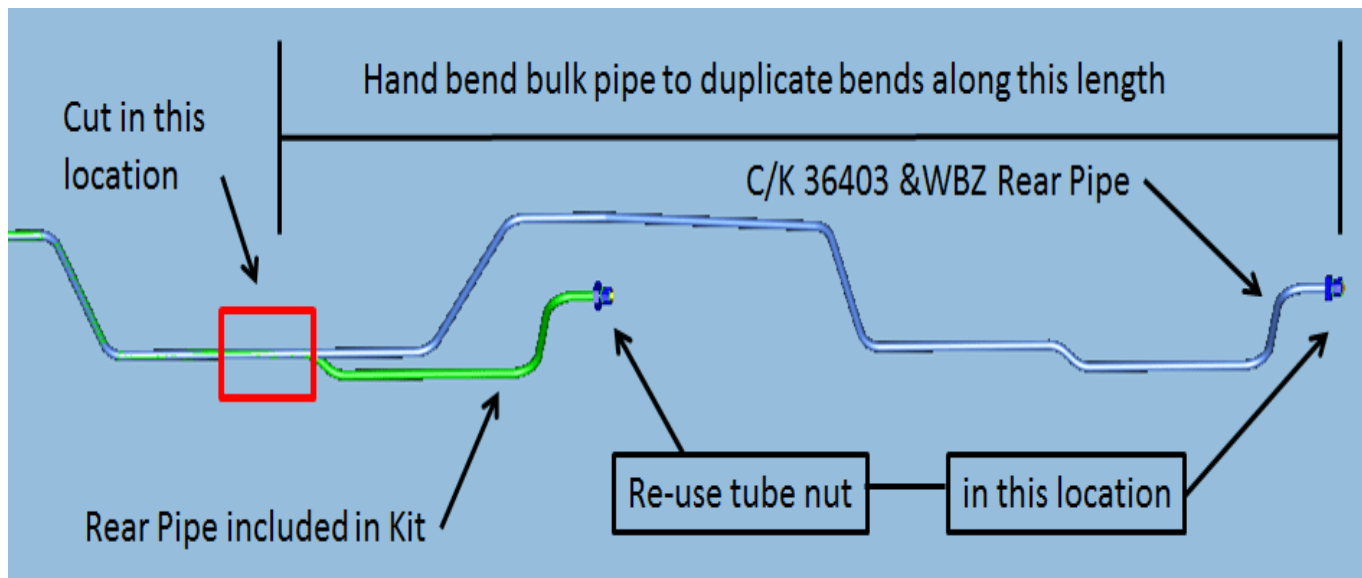 Hand bend bulk pipe to duplicate bends along this length
Cut in this
location
C/K 36403 &WBZ Rear Pipe
Re-use tube nut
in this location
Rear Pipe included in Kit